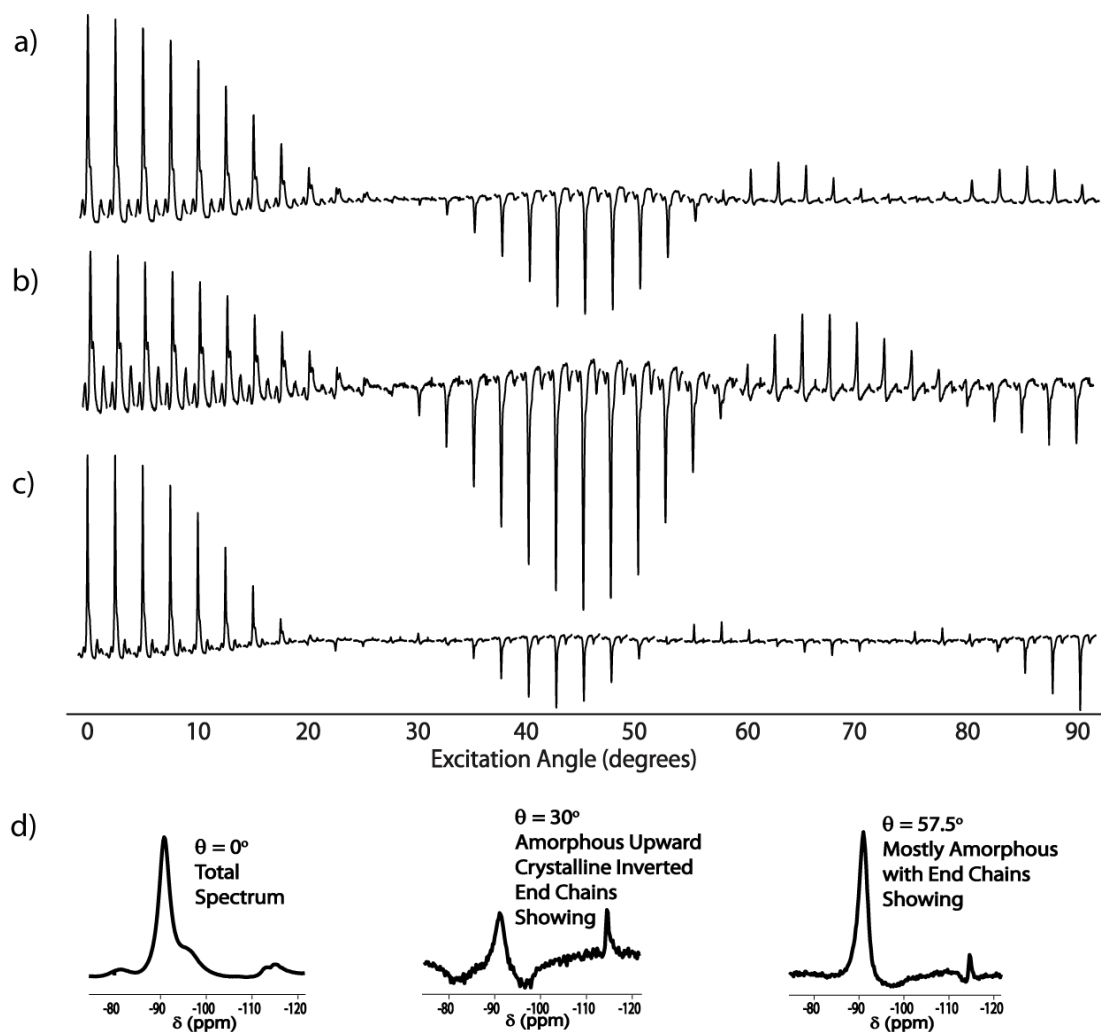 a)
b)
c)
0 10 20 30 40 50 60 70 80 90
Excitation Angle (degrees)
d)
θ = 0°
Total
Spectrum
-80 -90 -100 -110 -120
δ (ppm)
θ = 30°
Amorphous Upward
Crystalline Inverted
End Chains
Showing
-80 -90 -100 -110 -120
δ (ppm)
θ = 57.5°
Mostly Amorphous
with End Chains
Showing
-80 -90 -100 -110 -120
δ (ppm)